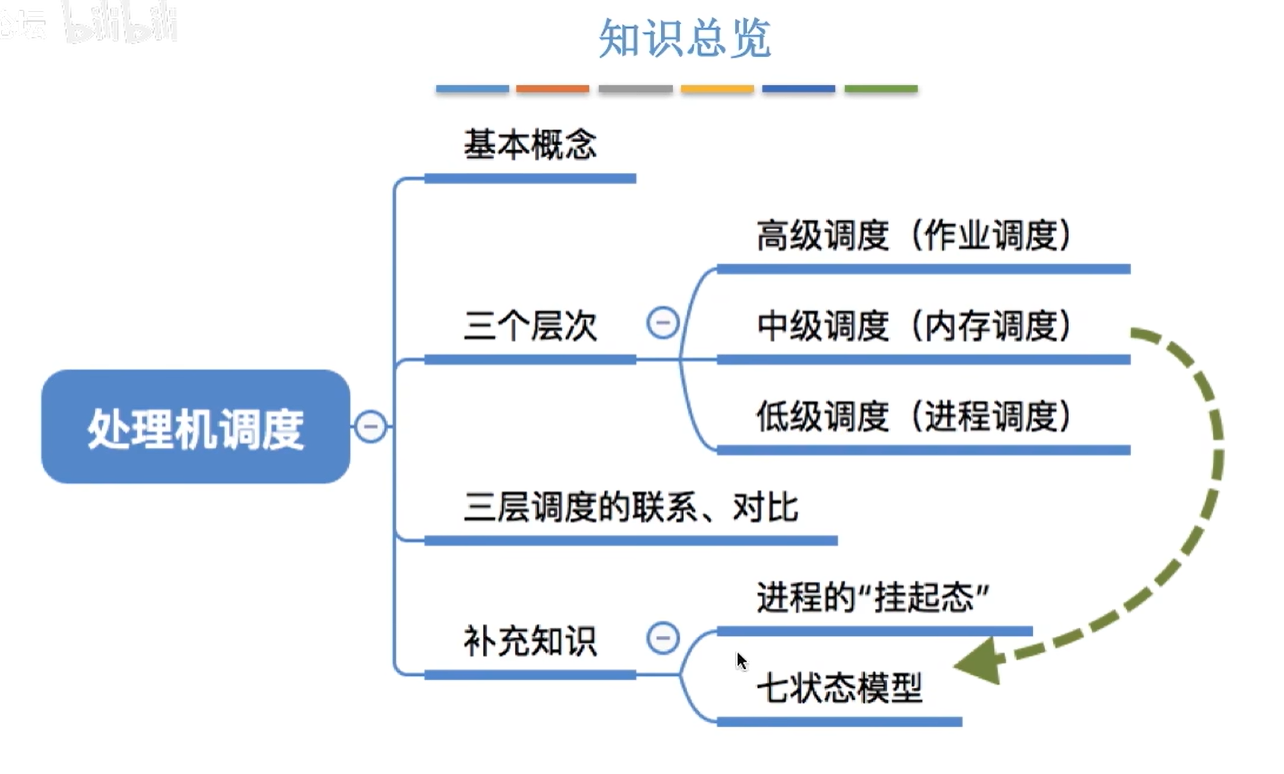 知识总览
基本概念
高级调度（作业调度）
三个层次
中级调度（内存调度）
低级调度（进程调度）
处理机调度
三层调度的联系、对比
进程的“挂起态”
补充知识
七状态模型
bilibili